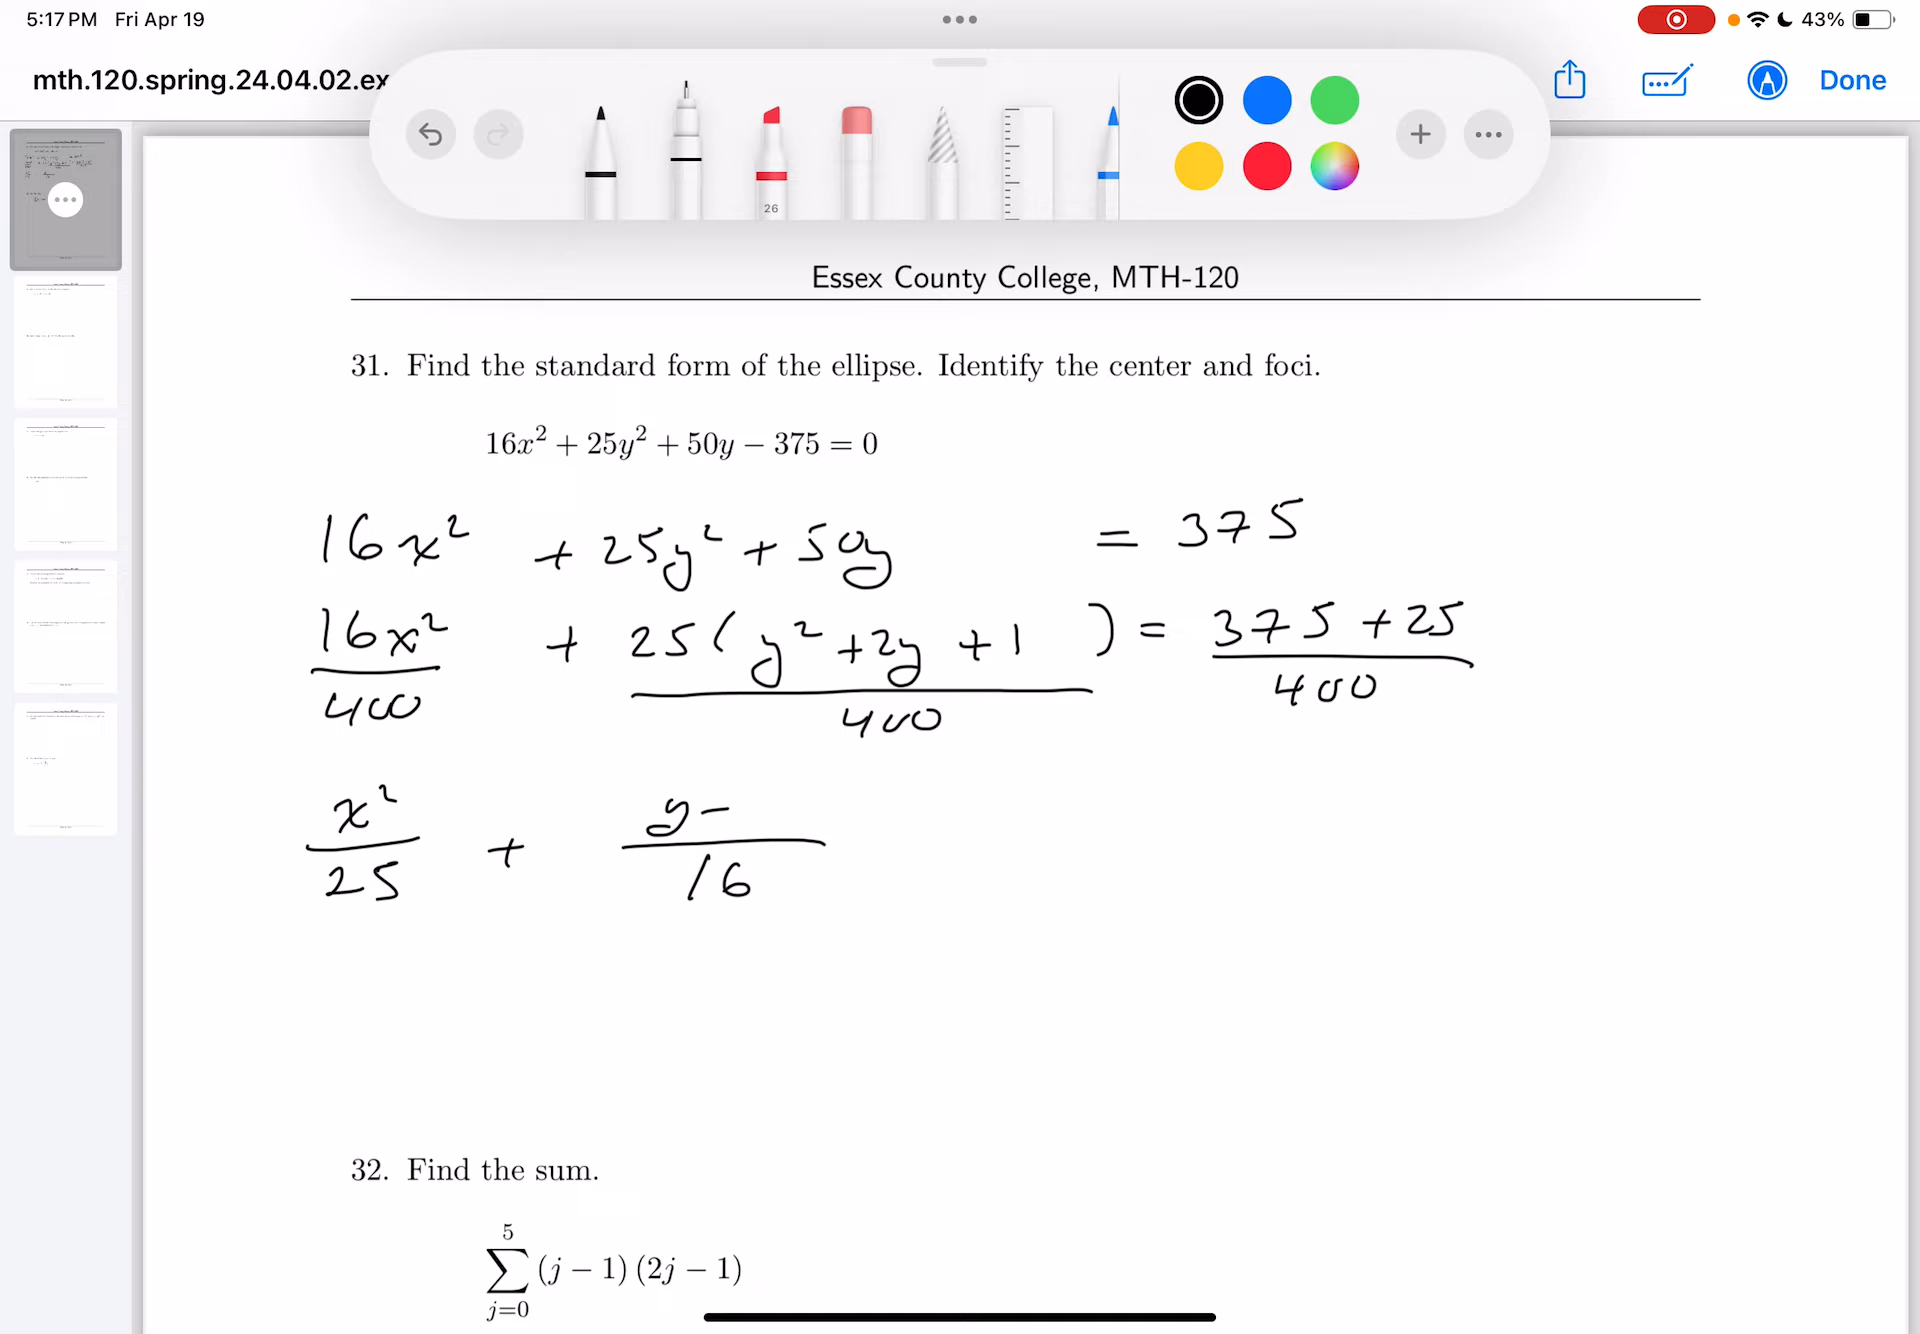 5:17 PM Fri Apr 19
43%
mth.120.spring.24.04.02.ex
Done
26
Essex County College, MTH-120
31. Find the standard form of the ellipse. Identify the center and foci.
16x² + 25y² + 50y − 375 = 0
16x² + 25y² + 50y = 375
16x²/400 + 25(y² + 2y + 1)/400 = 375 + 25/400
x²/25 + y−/16
32. Find the sum.
5
∑ (j − 1) (2j − 1)
j=0